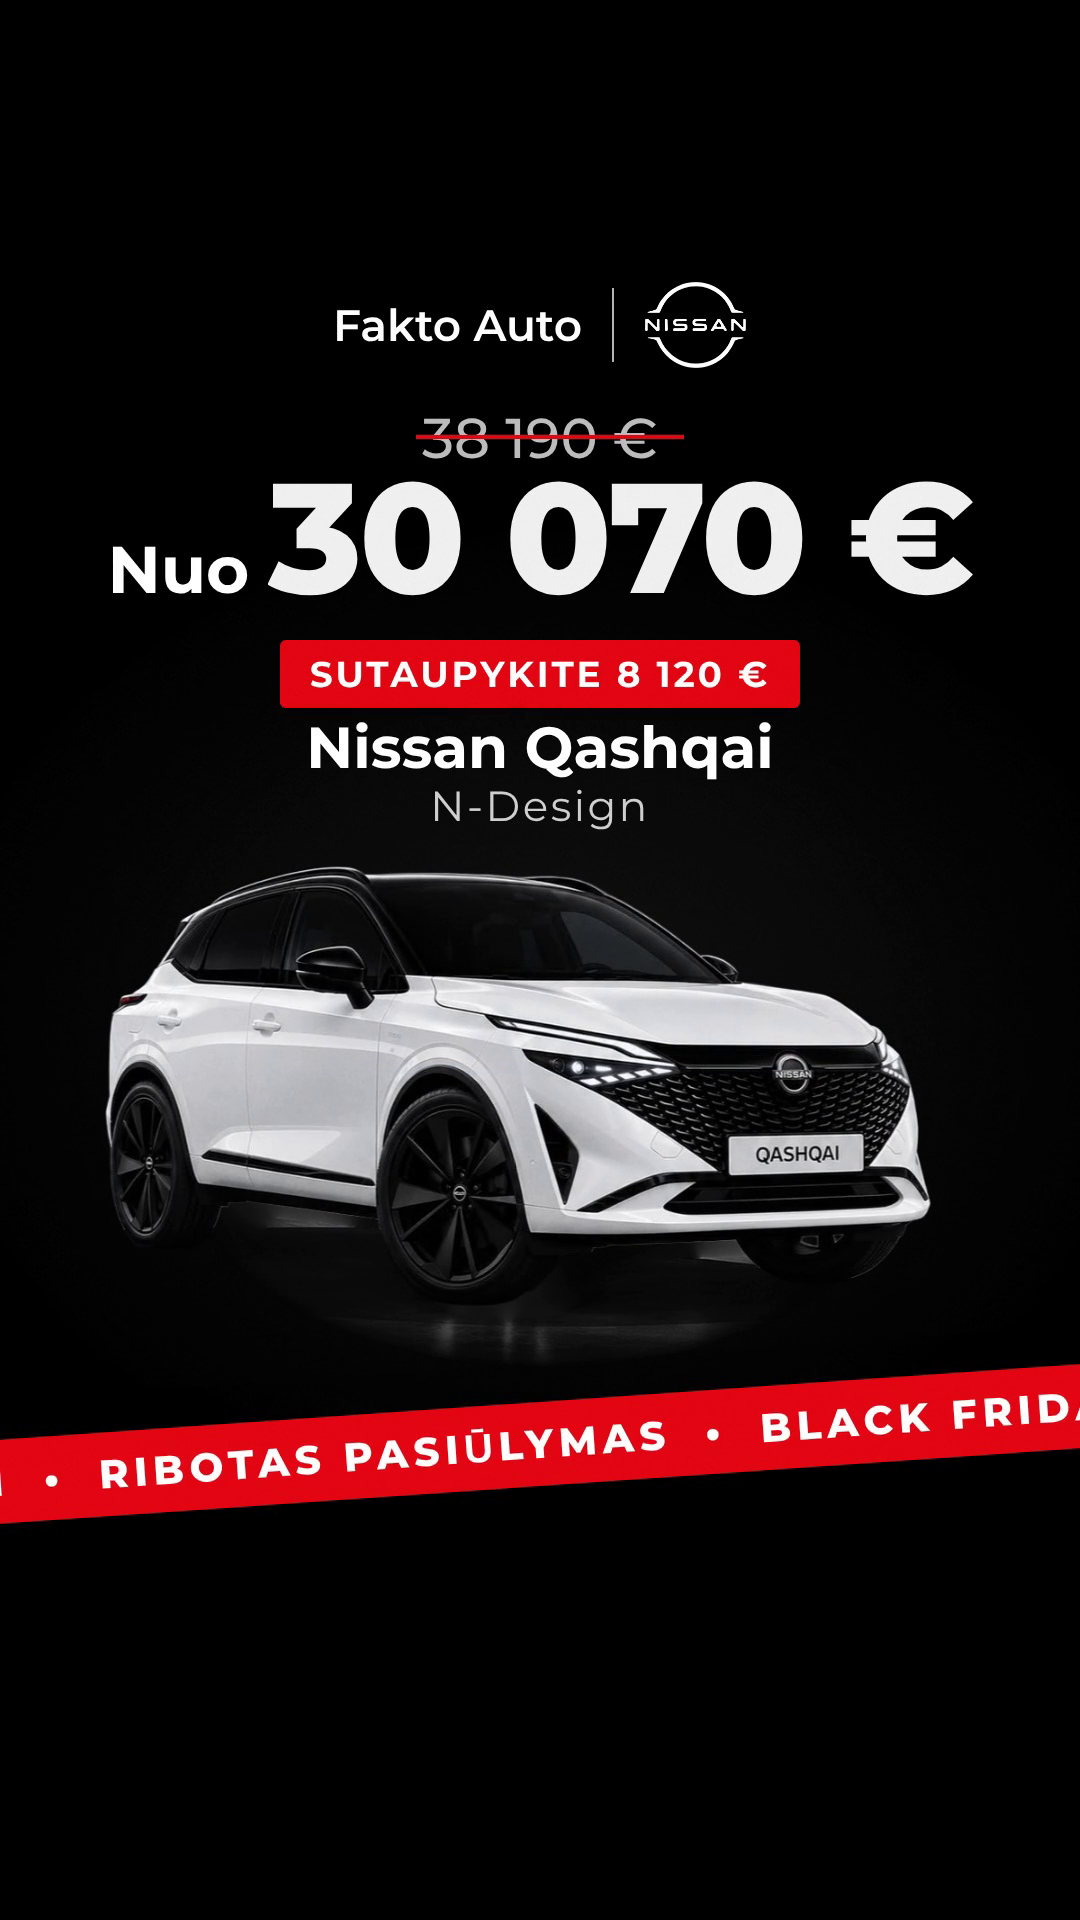 Fakto Auto
NISSAN
38 190 €
Nuo 30 070 €
SUTAUPYKITE 8 120 €
Nissan Qashqai
N-Design
NISSAN
QASHQAI
• RIBOTAS PASIŪLYMAS • BLACK FRIDA